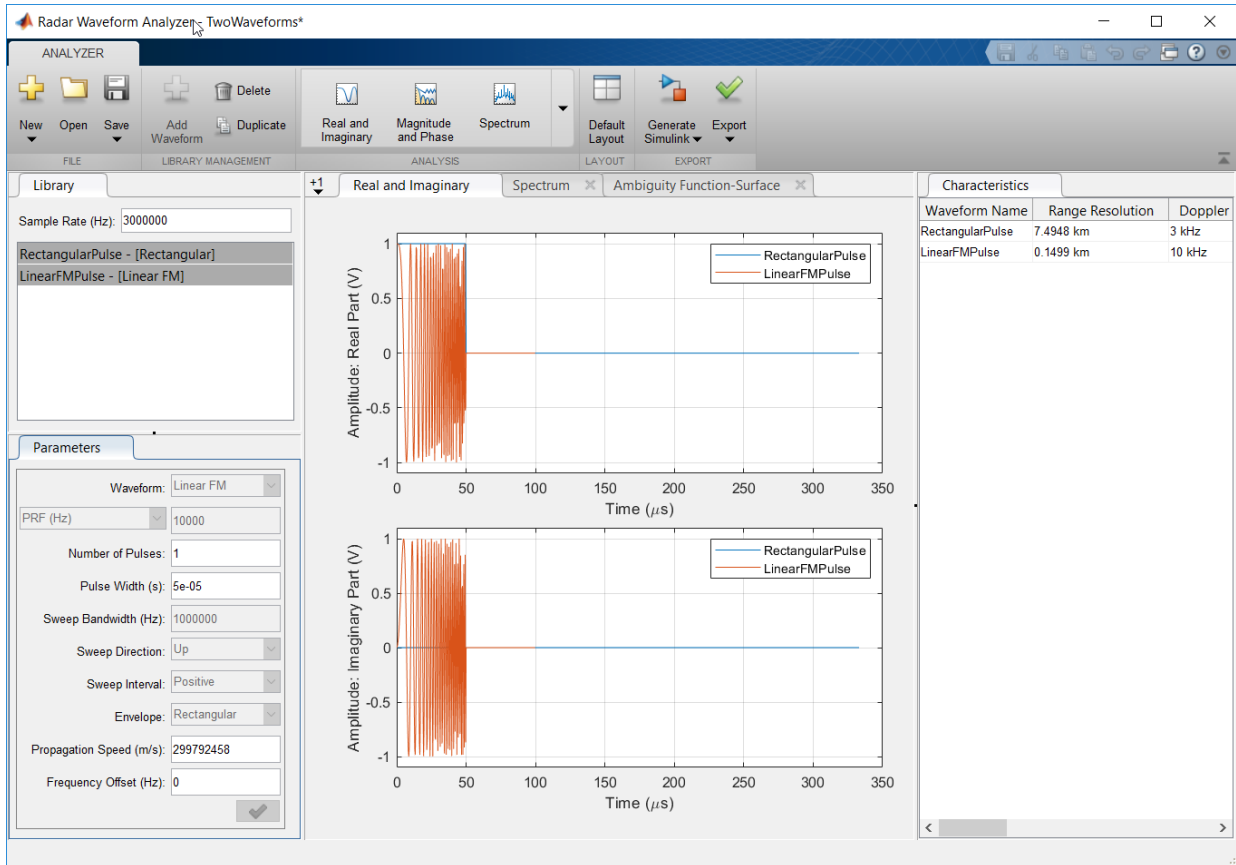 Radar Waveform Analyzer - TwoWaveforms*
ANALYZER
New
Open
Save
Add Waveform
Delete
Duplicate
Real and Imaginary
Magnitude and Phase
Spectrum
Default Layout
Generate Simulink
Export
FILE
LIBRARY MANAGEMENT
ANALYSIS
LAYOUT
EXPORT
Library
Sample Rate (Hz): 3000000
RectangularPulse - [Rectangular]
LinearFMPulse - [Linear FM]
Parameters
Waveform: Linear FM
PRF (Hz) 10000
Number of Pulses: 1
Pulse Width (s): 5e-05
Sweep Bandwidth (Hz): 1000000
Sweep Direction: Up
Sweep Interval: Positive
Envelope: Rectangular
Propagation Speed (m/s): 299792458
Frequency Offset (Hz): 0
+1
Real and Imaginary
Spectrum
Ambiguity Function-Surface
Amplitude: Real Part (V)
1
0.5
0
-0.5
-1
RectangularPulse
LinearFMPulse
0 50 100 150 200 250 300 350
Time (μs)
Amplitude: Imaginary Part (V)
1
0.5
0
-0.5
-1
RectangularPulse
LinearFMPulse
0 50 100 150 200 250 300 350
Time (μs)
Characteristics
Waveform Name Range Resolution Doppler
RectangularPulse 7.4948 km 3 kHz
LinearFMPulse 0.1499 km 10 kHz